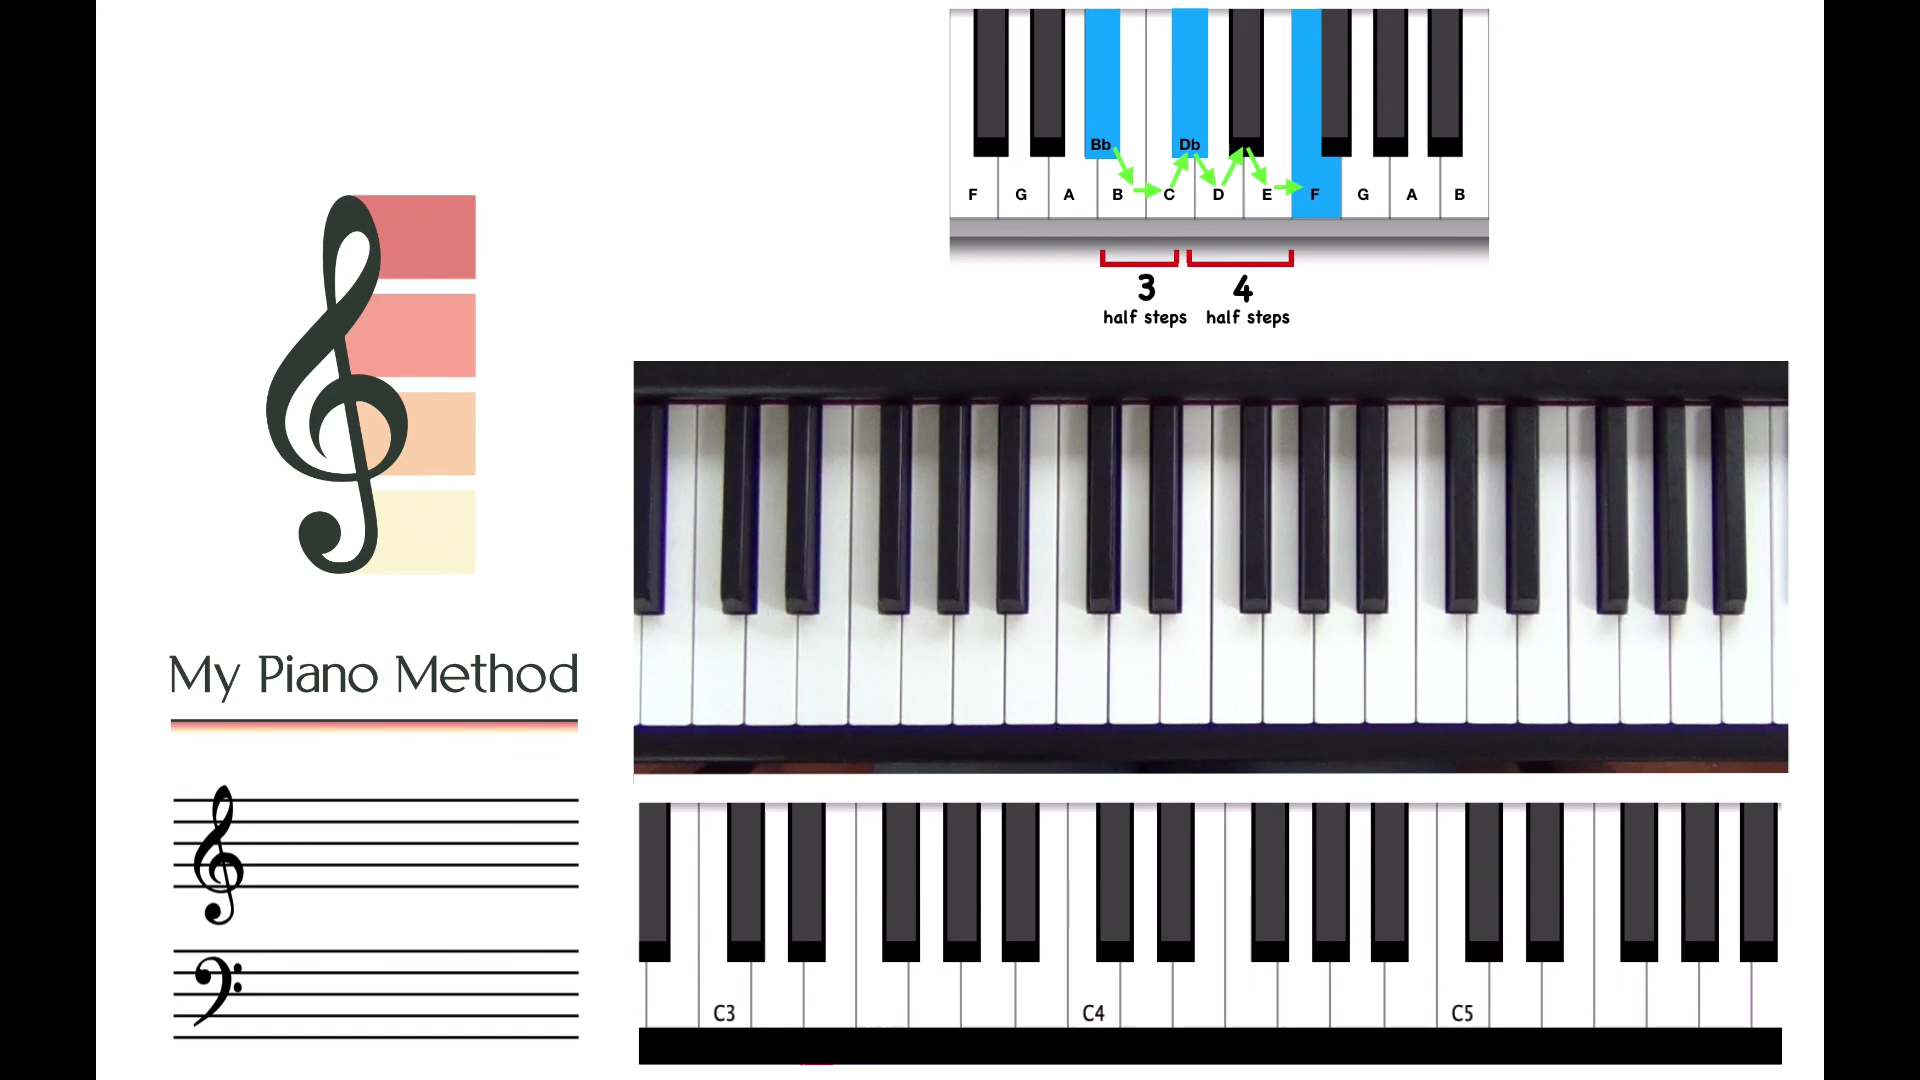 Bb Db
F G A B C D E F G A B
3 4
half steps half steps
My Piano Method
C3 C4 C5